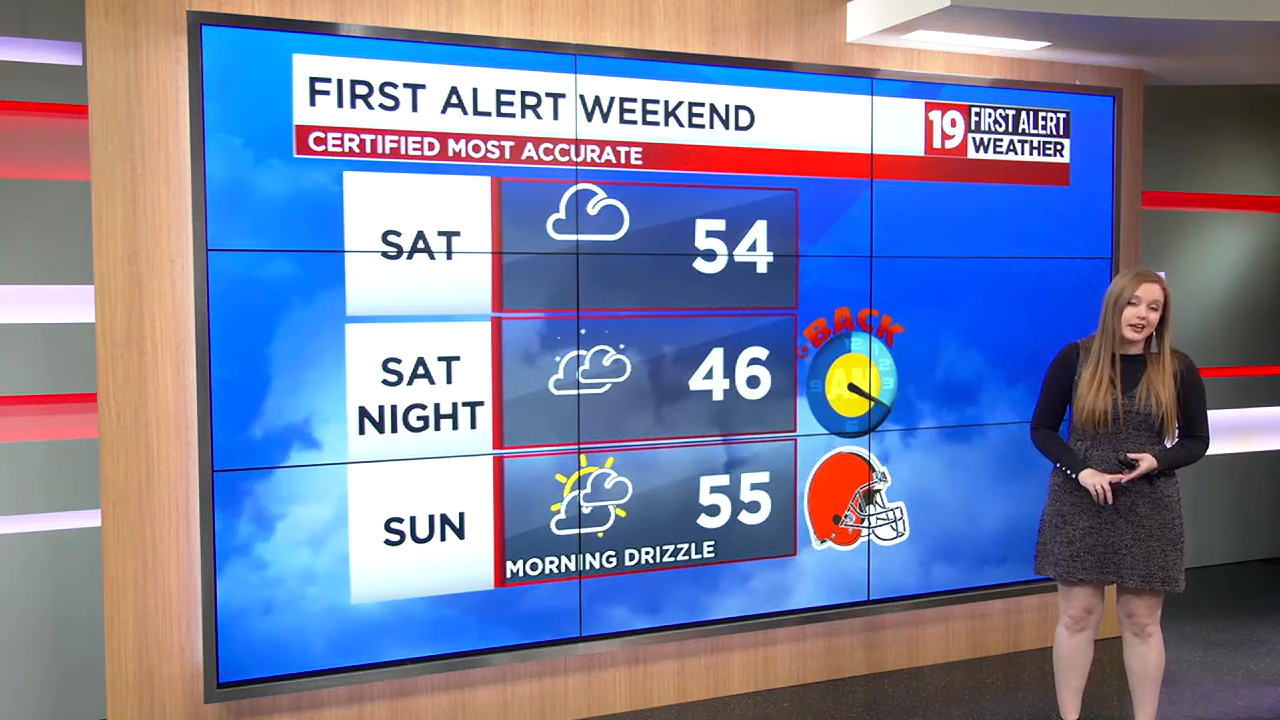 FIRST ALERT WEEKEND
CERTIFIED MOST ACCURATE
19 FIRST ALERT
WEATHER
SAT
54
SAT
NIGHT
46
BACK
AM
SUN
55
MORNING DRIZZLE